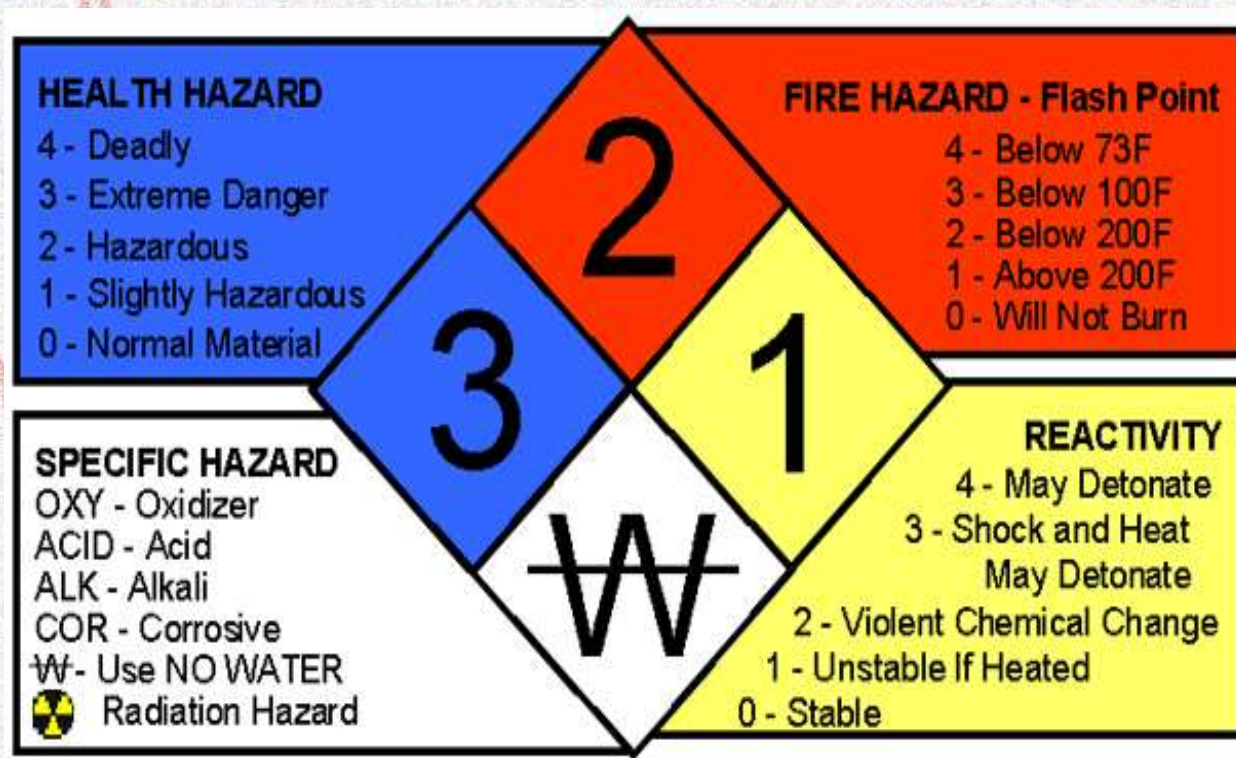 HEALTH HAZARD
4 - Deadly
3 - Extreme Danger
2 - Hazardous
1 - Slightly Hazardous
0 - Normal Material
FIRE HAZARD - Flash Point
4 - Below 73F
3 - Below 100F
2 - Below 200F
1 - Above 200F
0 - Will Not Burn
2
3
1
W̶
SPECIFIC HAZARD
OXY - Oxidizer
ACID - Acid
ALK - Alkali
COR - Corrosive
W̶ - Use NO WATER
Radiation Hazard
REACTIVITY
4 - May Detonate
3 - Shock and Heat
May Detonate
2 - Violent Chemical Change
1 - Unstable If Heated
0 - Stable